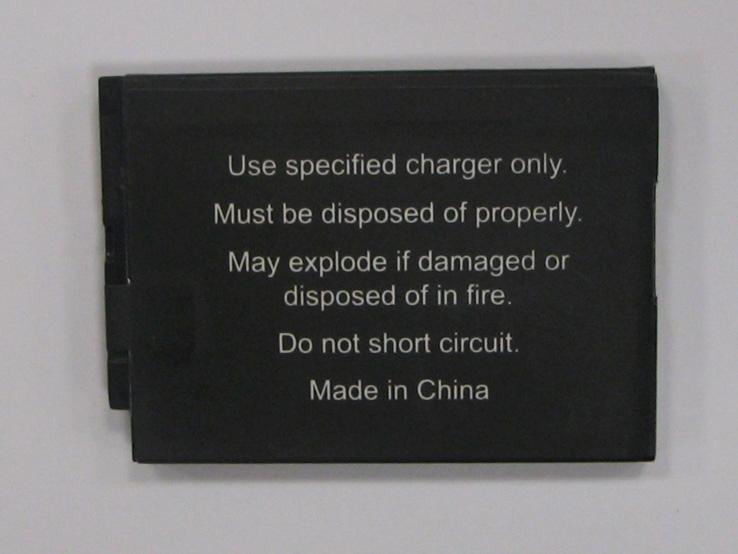 Use specified charger only.
Must be disposed of properly.
May explode if damaged or
disposed of in fire.
Do not short circuit.
Made in China